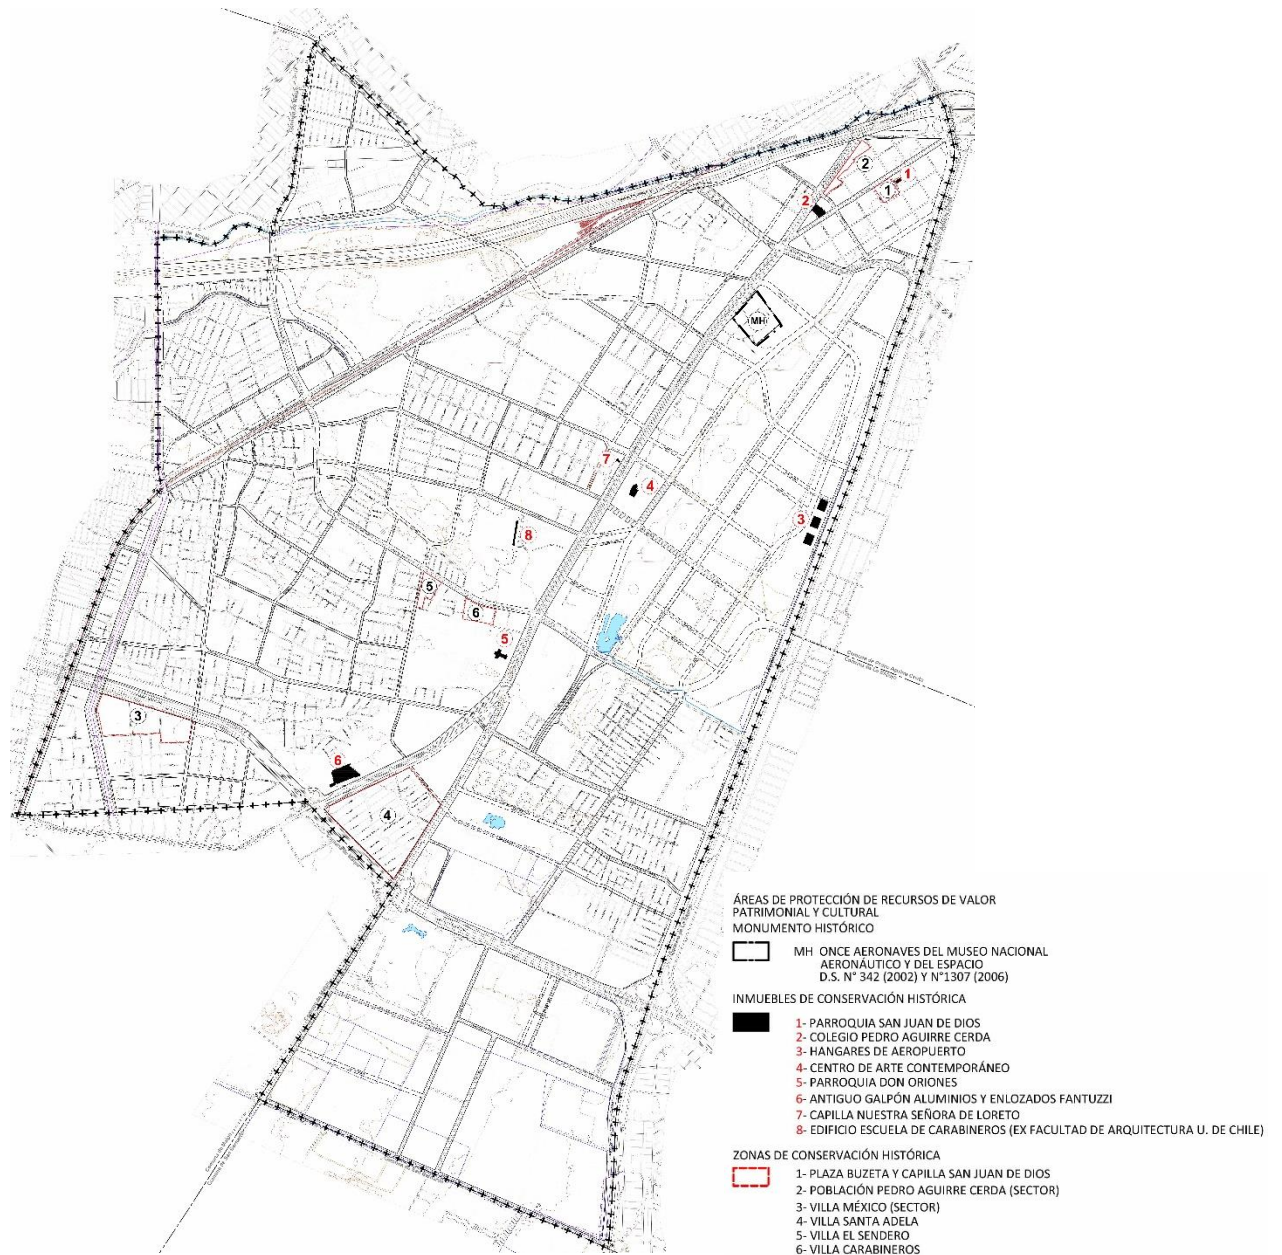 2
1
1
2
MH
7
4
3
8
5
6
5
3
6
4
ÁREAS DE PROTECCIÓN DE RECURSOS DE VALOR
PATRIMONIAL Y CULTURAL
MONUMENTO HISTÓRICO
MH ONCE AERONAVES DEL MUSEO NACIONAL
AERONÁUTICO Y DEL ESPACIO
D.S. N° 342 (2002) Y N°1307 (2006)
INMUEBLES DE CONSERVACIÓN HISTÓRICA
1- PARROQUIA SAN JUAN DE DIOS
2- COLEGIO PEDRO AGUIRRE CERDA
3- HANGARES DE AEROPUERTO
4- CENTRO DE ARTE CONTEMPORÁNEO
5- PARROQUIA DON ORIONES
6- ANTIGUO GALPÓN ALUMINIOS Y ENLOZADOS FANTUZZI
7- CAPILLA NUESTRA SEÑORA DE LORETO
8- EDIFICIO ESCUELA DE CARABINEROS (EX FACULTAD DE ARQUITECTURA U. DE CHILE)
ZONAS DE CONSERVACIÓN HISTÓRICA
1- PLAZA BUZETA Y CAPILLA SAN JUAN DE DIOS
2- POBLACIÓN PEDRO AGUIRRE CERDA (SECTOR)
3- VILLA MÉXICO (SECTOR)
4- VILLA SANTA ADELA
5- VILLA EL SENDERO
6- VILLA CARABINEROS